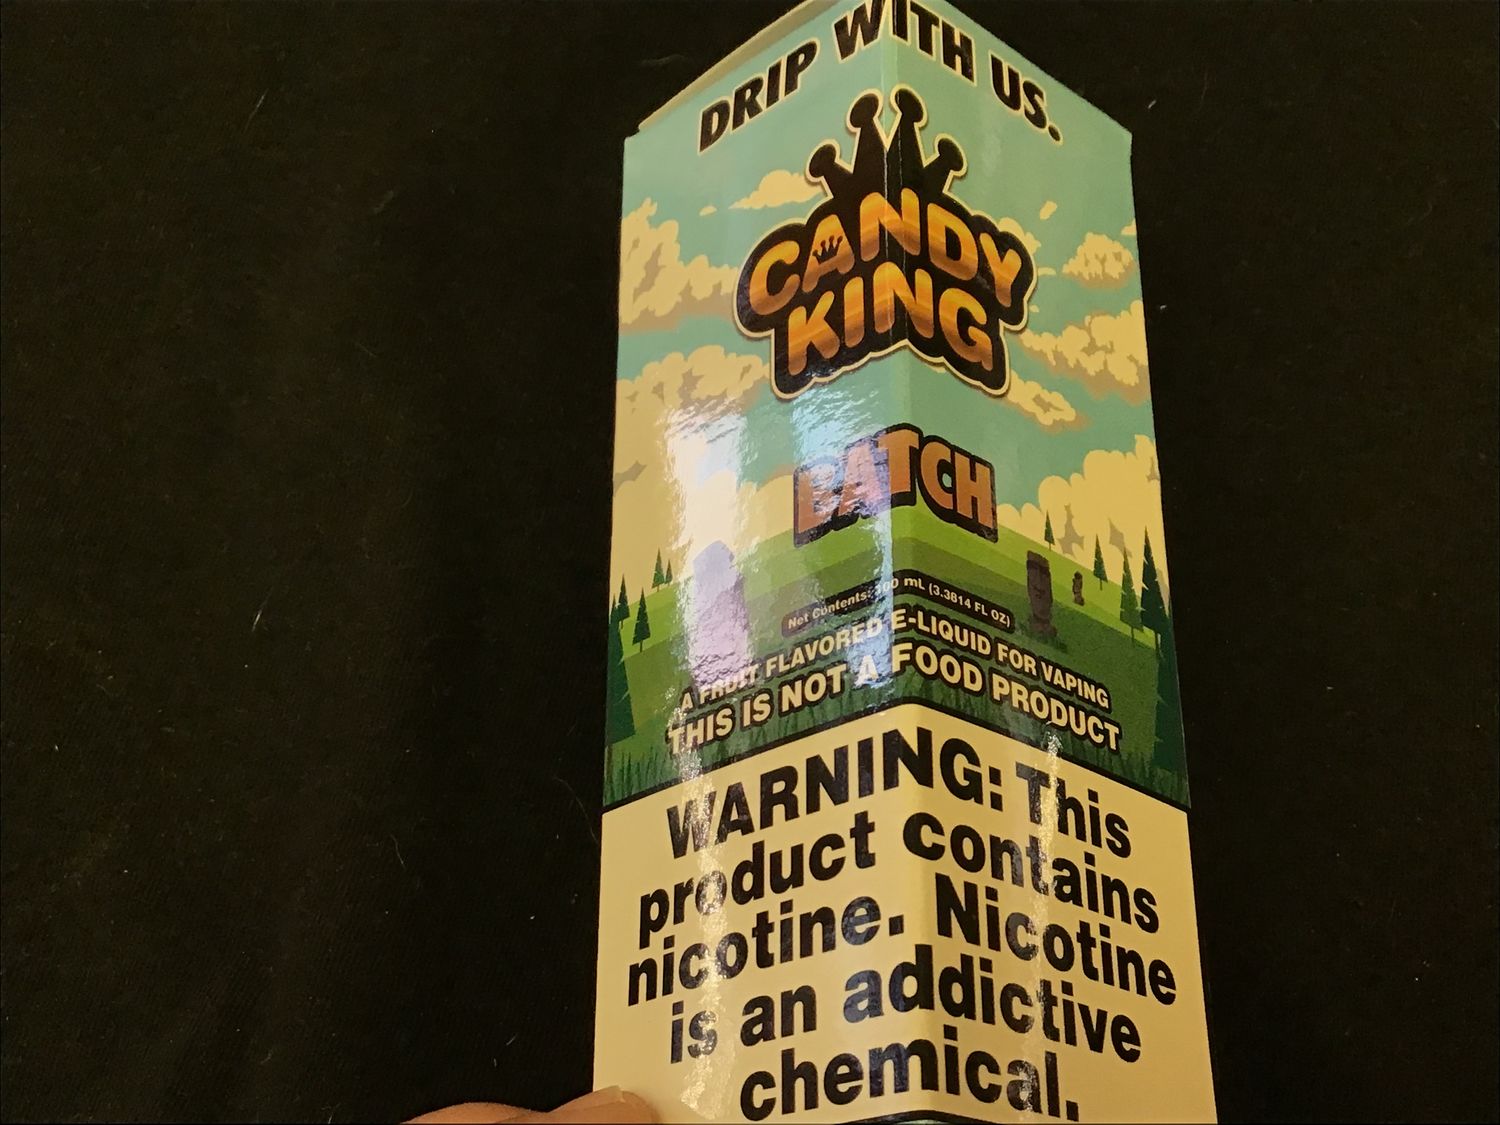 DRIP WITH US.
CANDY
KING
BATCH
Net Contents: 100 mL (3.3814 FL OZ)
A FRUIT FLAVORED E-LIQUID FOR VAPING
THIS IS NOT A FOOD PRODUCT
WARNING: This
product contains
nicotine. Nicotine
is an addictive
chemical.